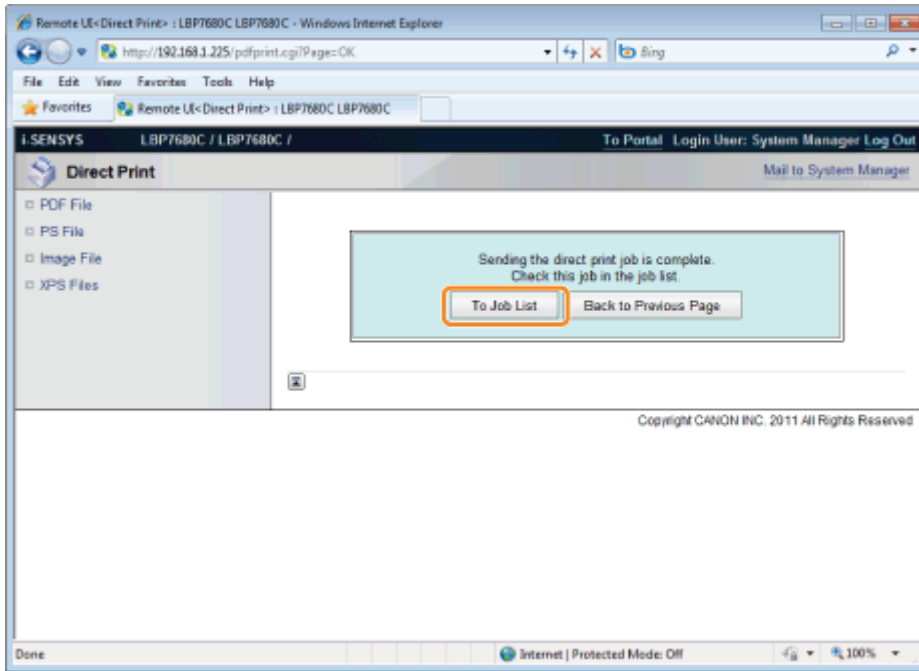 Remote UI<Direct Print> : LBP7680C LBP7680C - Windows Internet Explorer
http://192.168.1.225/pdfprint.cgi?Page=OK
Bing
File Edit View Favorites Tools Help
Favorites Remote UI<Direct Print> : LBP7680C LBP7680C
i-SENSYS LBP7680C / LBP7680C / To Portal Login User: System Manager Log Out
Direct Print Mail to System Manager
PDF File
PS File
Image File
XPS Files
Sending the direct print job is complete.
Check this job in the job list.
To Job List Back to Previous Page
Copyright CANON INC. 2011 All Rights Reserved
Done Internet | Protected Mode: Off 100%